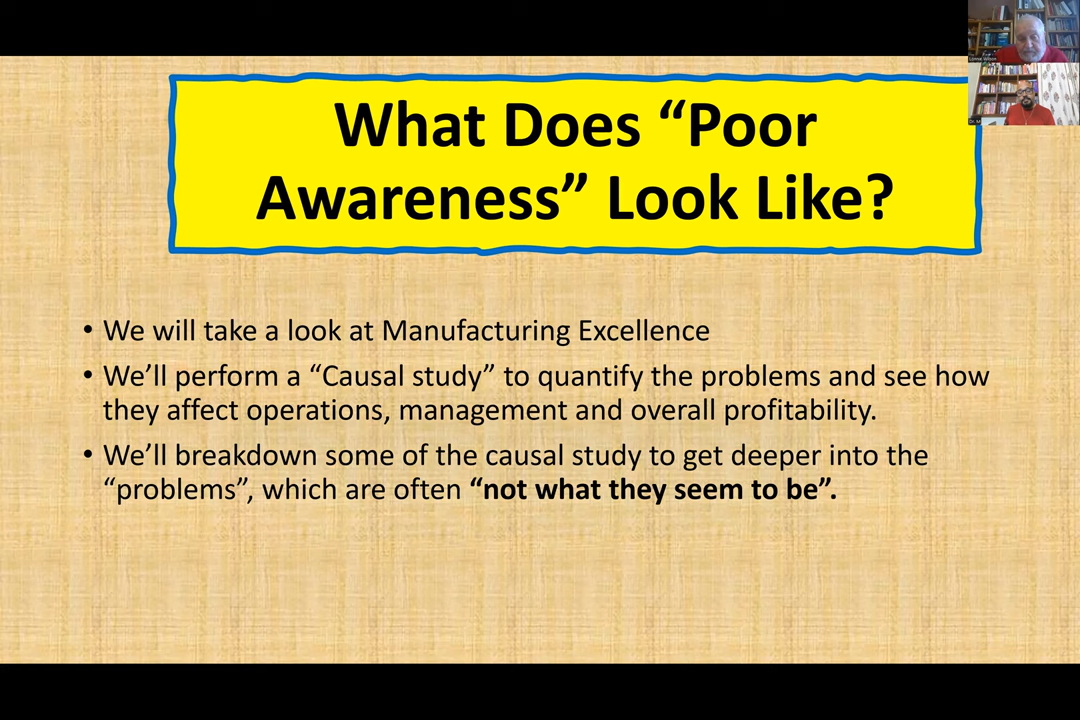 What Does “Poor
Awareness” Look Like?
• We will take a look at Manufacturing Excellence
• We’ll perform a “Causal study” to quantify the problems and see how
they affect operations, management and overall profitability.
• We’ll breakdown some of the causal study to get deeper into the
“problems”, which are often “not what they seem to be”.
Dr. M